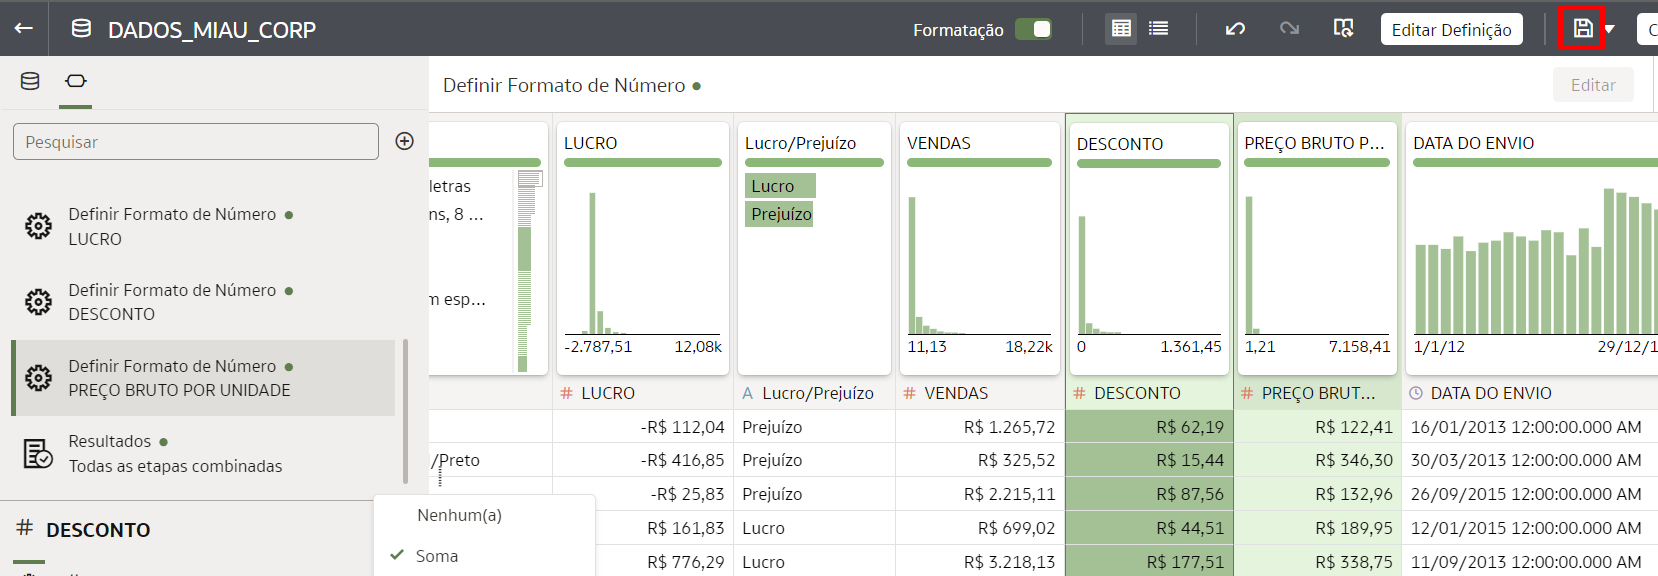 DADOS_MIAU_CORP
Formatação
Editar Definição
Definir Formato de Número
Editar
Pesquisar
Definir Formato de Número
LUCRO
Definir Formato de Número
DESCONTO
Definir Formato de Número
PREÇO BRUTO POR UNIDADE
Resultados
Todas as etapas combinadas
# DESCONTO
Nenhum(a)
Soma
letras
ns, 8 ...
m esp...
LUCRO
-2.787,51 12,08k
Lucro/Prejuízo
Lucro
Prejuízo
VENDAS
11,13 18,22k
DESCONTO
0 1.361,45
PREÇO BRUTO P...
1,21 7.158,41
DATA DO ENVIO
1/1/12 29/12/1
# LUCRO A Lucro/Prejuízo # VENDAS # DESCONTO # PREÇO BRUT... DATA DO ENVIO
-R$ 112,04 Prejuízo R$ 1.265,72 R$ 62,19 R$ 122,41 16/01/2013 12:00:00.000 AM
/Preto -R$ 416,85 Prejuízo R$ 325,52 R$ 15,44 R$ 346,30 30/03/2013 12:00:00.000 AM
-R$ 25,83 Prejuízo R$ 2.215,11 R$ 87,56 R$ 132,96 26/09/2015 12:00:00.000 AM
R$ 161,83 Lucro R$ 699,02 R$ 44,51 R$ 189,95 12/01/2015 12:00:00.000 AM
R$ 776,29 Lucro R$ 3.218,13 R$ 177,51 R$ 338,75 11/09/2013 12:00:00.000 AM